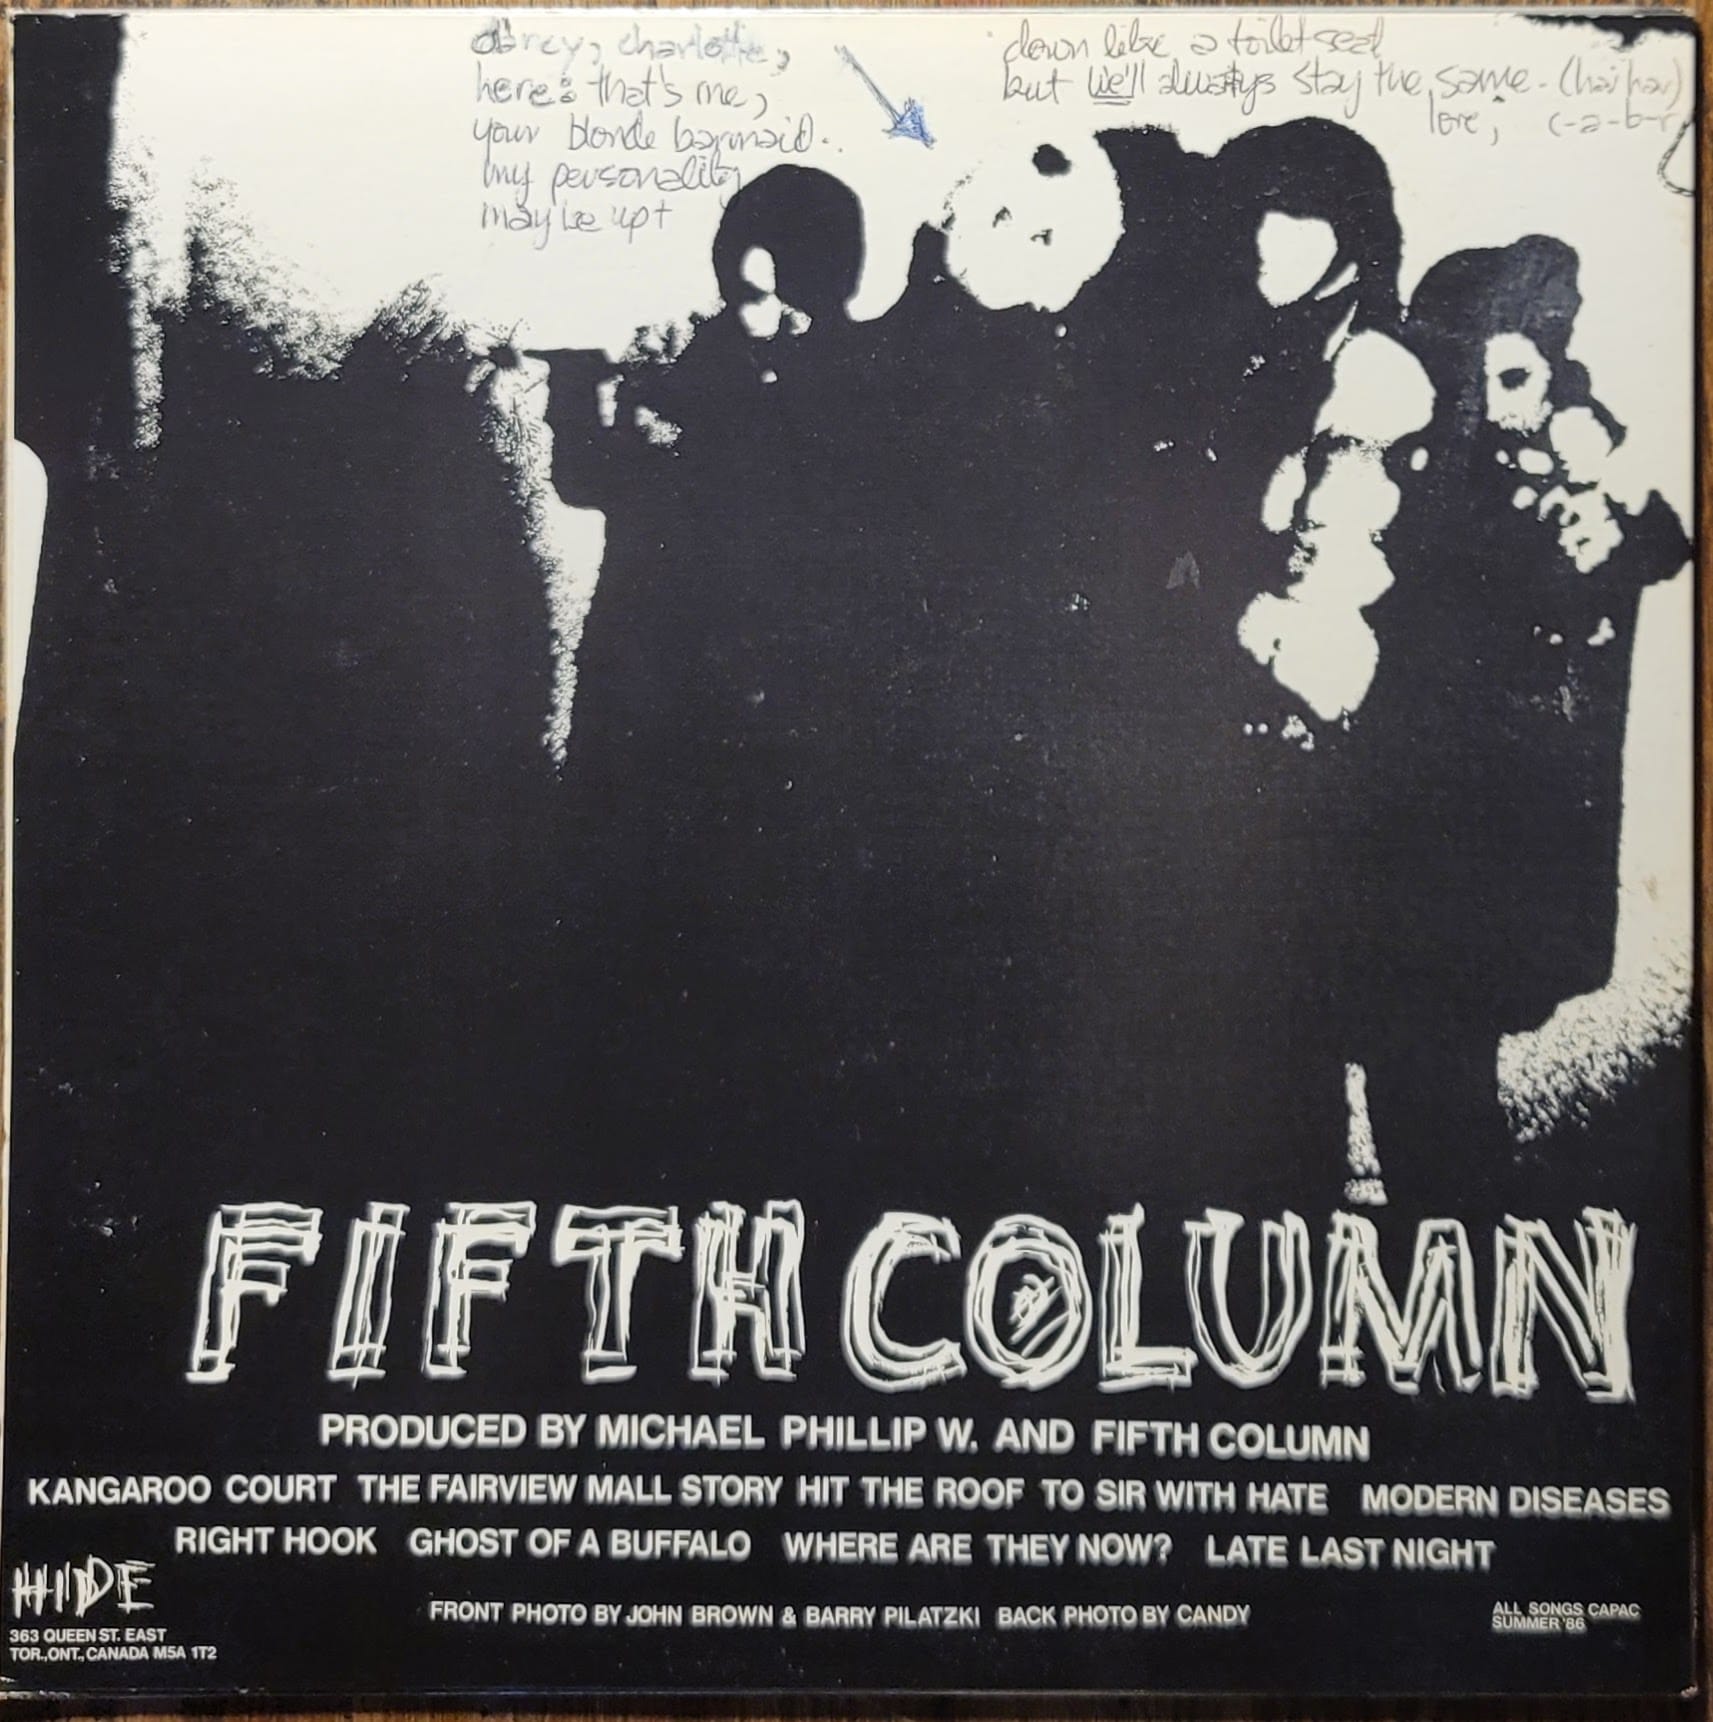 darcy, charlotte,
here: that's me,
your blonde barmaid..
my personality
may be up +
down like a toilet seat
but we'll always stay the same. (har har)
love, c-a-b-r
FIFTH COLUMN
PRODUCED BY MICHAEL PHILLIP W. AND FIFTH COLUMN
KANGAROO COURT THE FAIRVIEW MALL STORY HIT THE ROOF TO SIR WITH HATE MODERN DISEASES
RIGHT HOOK GHOST OF A BUFFALO WHERE ARE THEY NOW? LATE LAST NIGHT
HIDE
363 QUEEN ST. EAST
TOR.,ONT., CANADA M5A 1T2
FRONT PHOTO BY JOHN BROWN & BARRY PILATZKI BACK PHOTO BY CANDY
ALL SONGS CAPAC
SUMMER '86